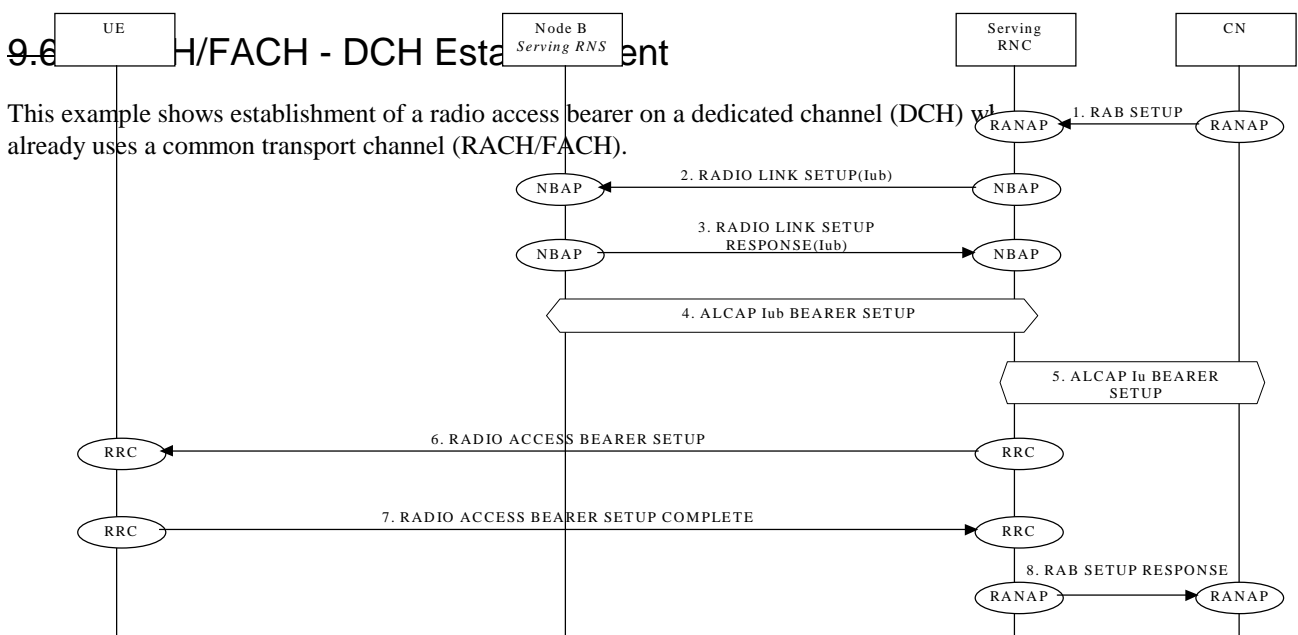 UE
Node B
Serving RNS
Serving
RNC
CN
9.6 H/FACH - DCH Esta ent
This example shows establishment of a radio access bearer on a dedicated channel (DCH)
already uses a common transport channel (RACH/FACH).
RANAP
1. RAB SETUP
RANAP
NBAP
2. RADIO LINK SETUP(Iub)
NBAP
3. RADIO LINK SETUP
RESPONSE(Iub)
NBAP
NBAP
4. ALCAP Iub BEARER SETUP
5. ALCAP Iu BEARER
SETUP
6. RADIO ACCESS BEARER SETUP
RRC
RRC
7. RADIO ACCESS BEARER SETUP COMPLETE
RRC
RRC
8. RAB SETUP RESPONSE
RANAP
RANAP